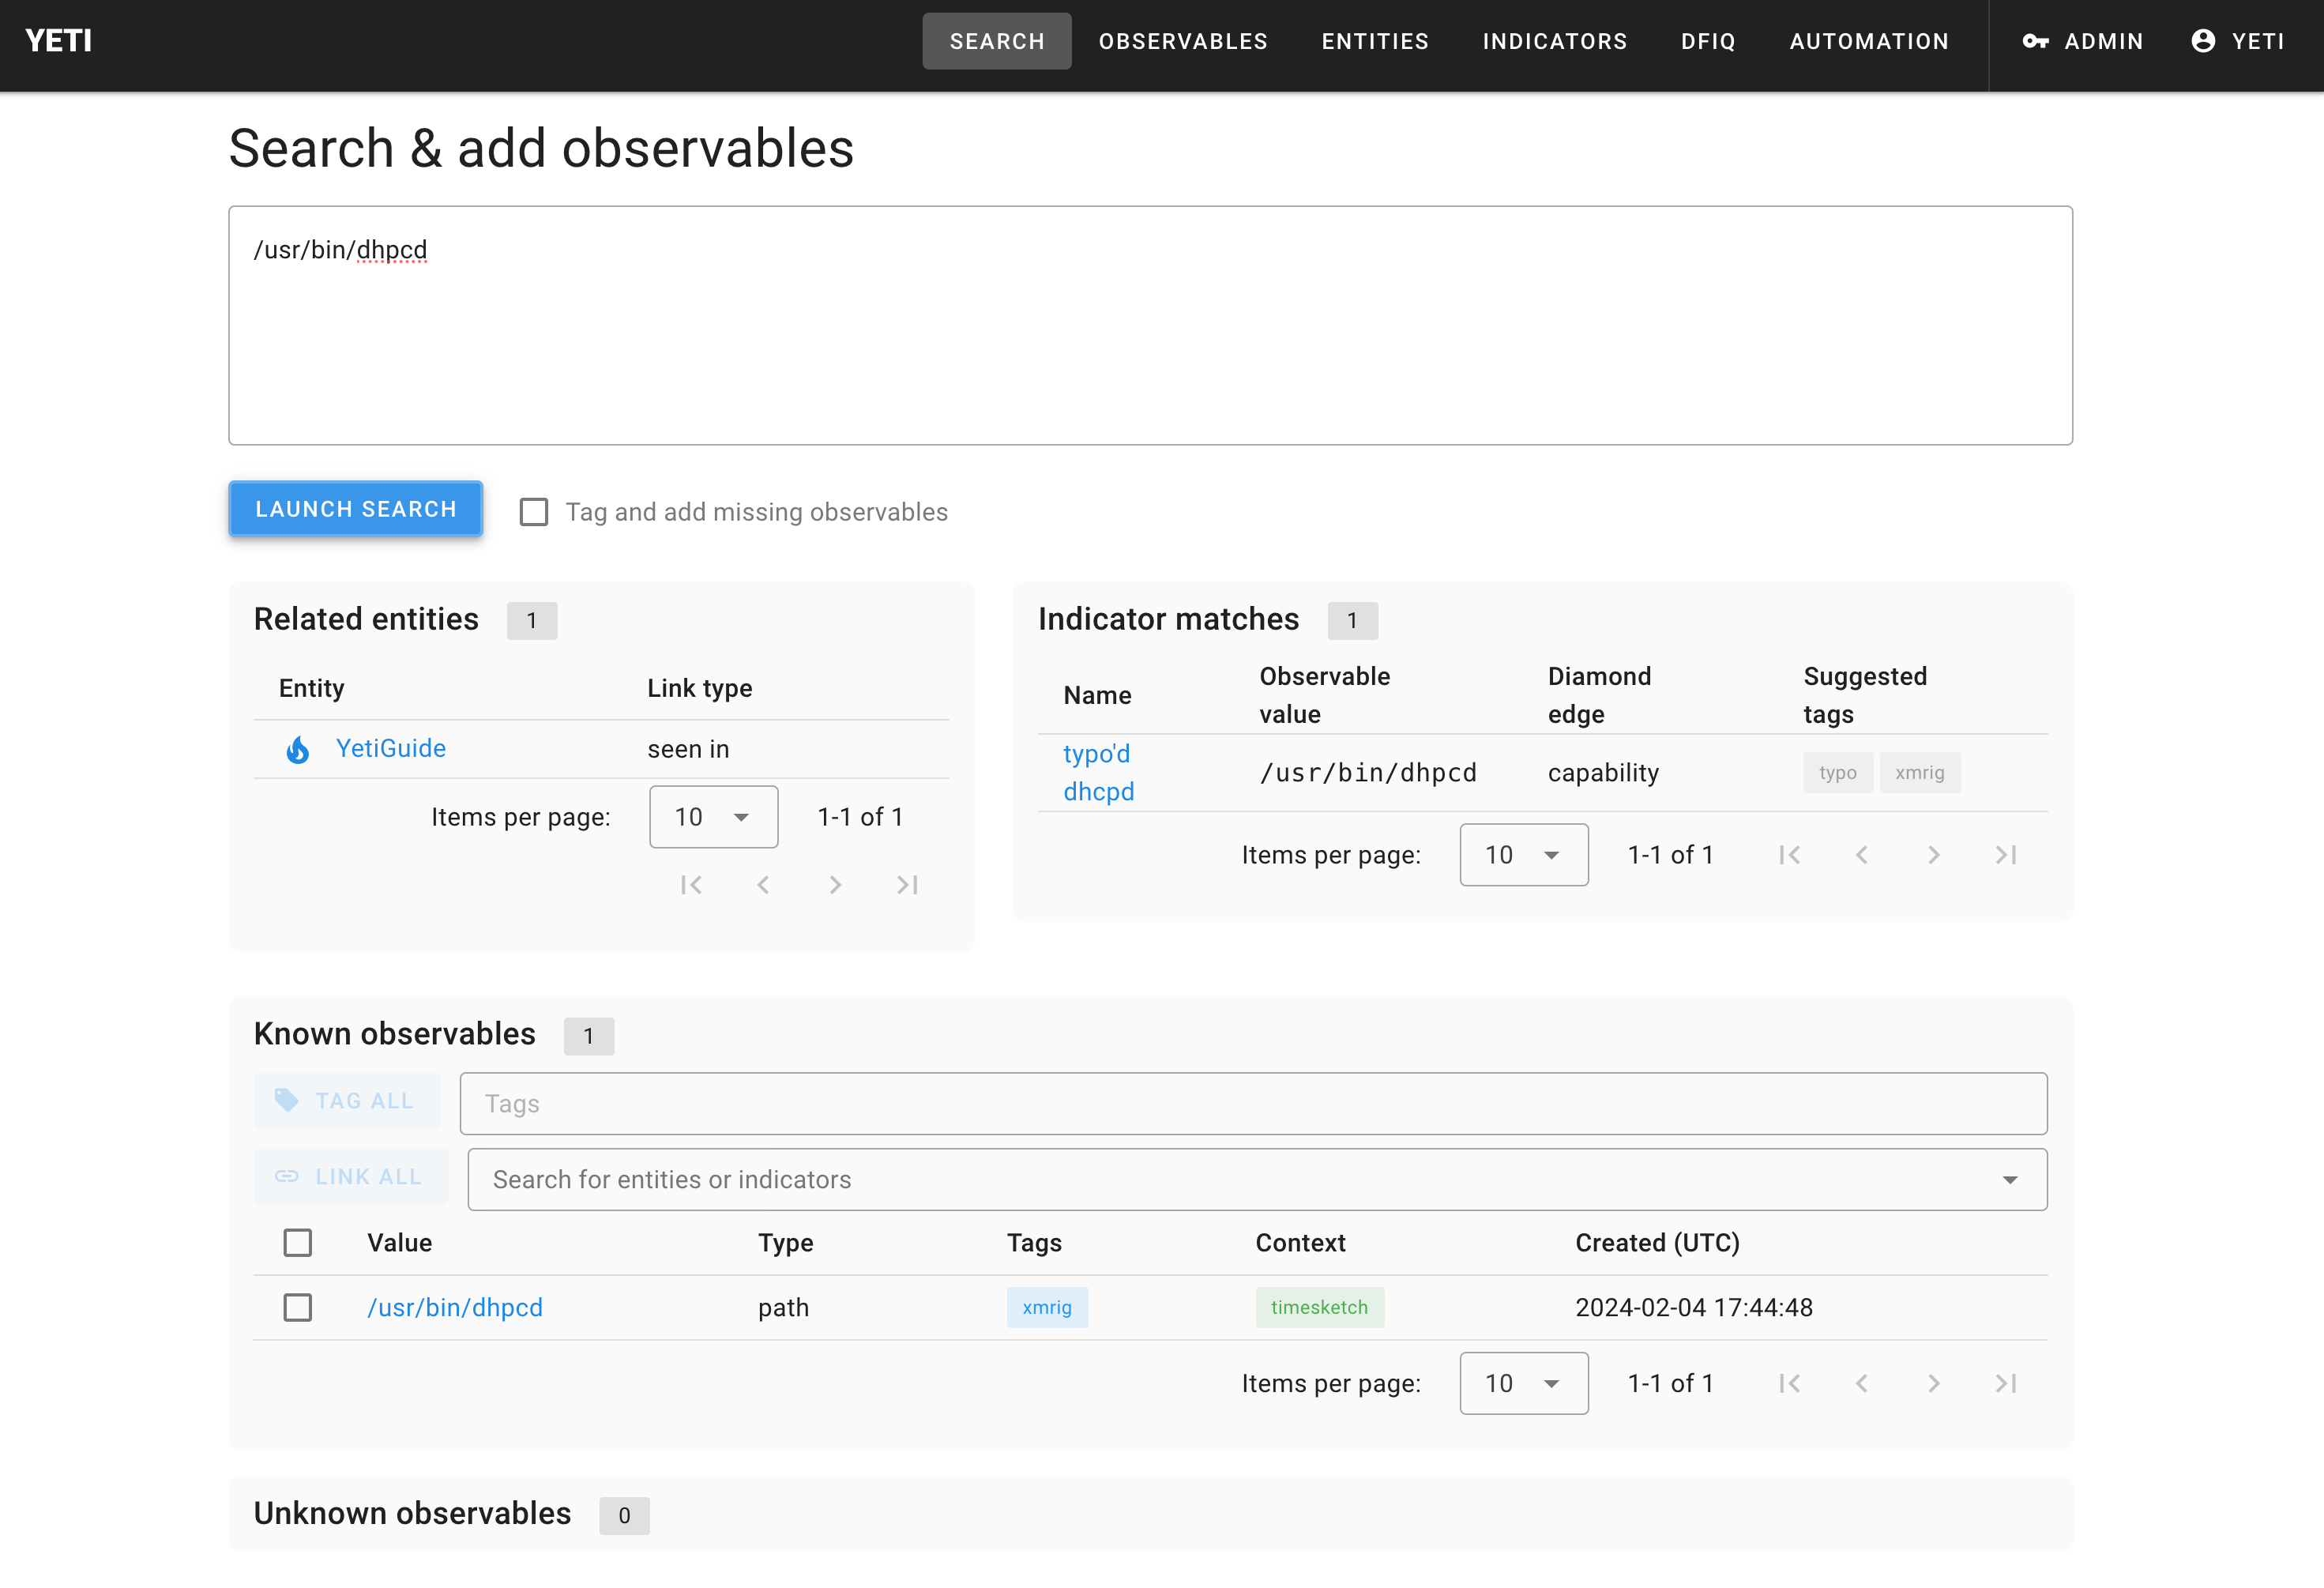 YETI
SEARCH OBSERVABLES ENTITIES INDICATORS DFIQ AUTOMATION ADMIN YETI
Search & add observables
/usr/bin/dhpcd
LAUNCH SEARCH Tag and add missing observables
Related entities 1
Entity Link type
YetiGuide seen in
Items per page: 10 1-1 of 1
Indicator matches 1
Name Observable value Diamond edge Suggested tags
typo'd dhcpd /usr/bin/dhpcd capability typo xmrig
Items per page: 10 1-1 of 1
Known observables 1
TAG ALL Tags
LINK ALL Search for entities or indicators
Value Type Tags Context Created (UTC)
/usr/bin/dhpcd path xmrig timesketch 2024-02-04 17:44:48
Items per page: 10 1-1 of 1
Unknown observables 0